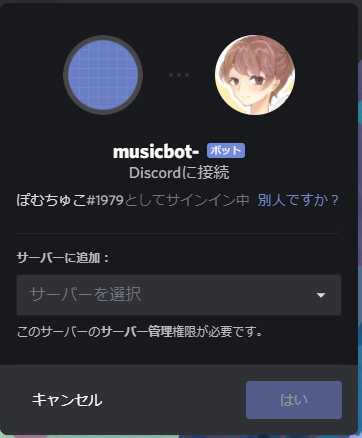 musicbot- ボット
Discordに接続
ぽむちゅこ#1979としてサインイン中 別人ですか？
サーバーに追加：
サーバーを選択
このサーバーのサーバー管理権限が必要です。
キャンセル
はい